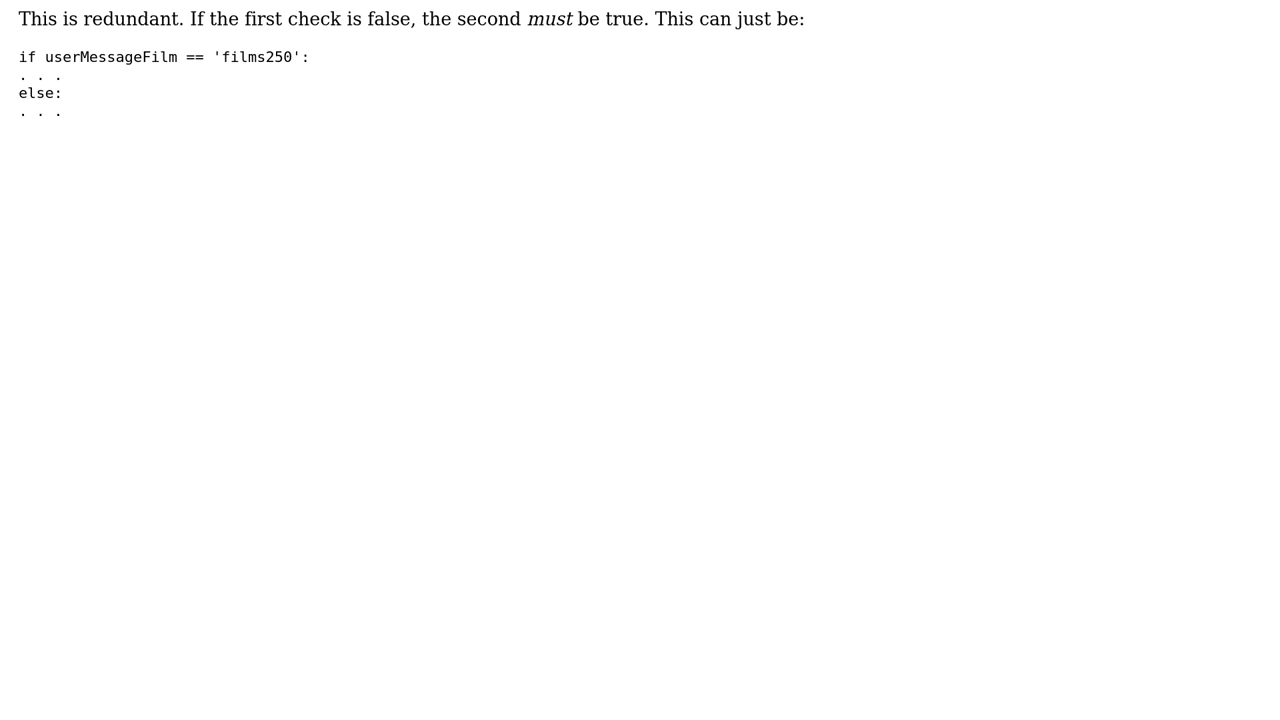 This is redundant. If the first check is false, the second must be true. This can just be:
if userMessageFilm == 'films250':
. . .
else:
. . .